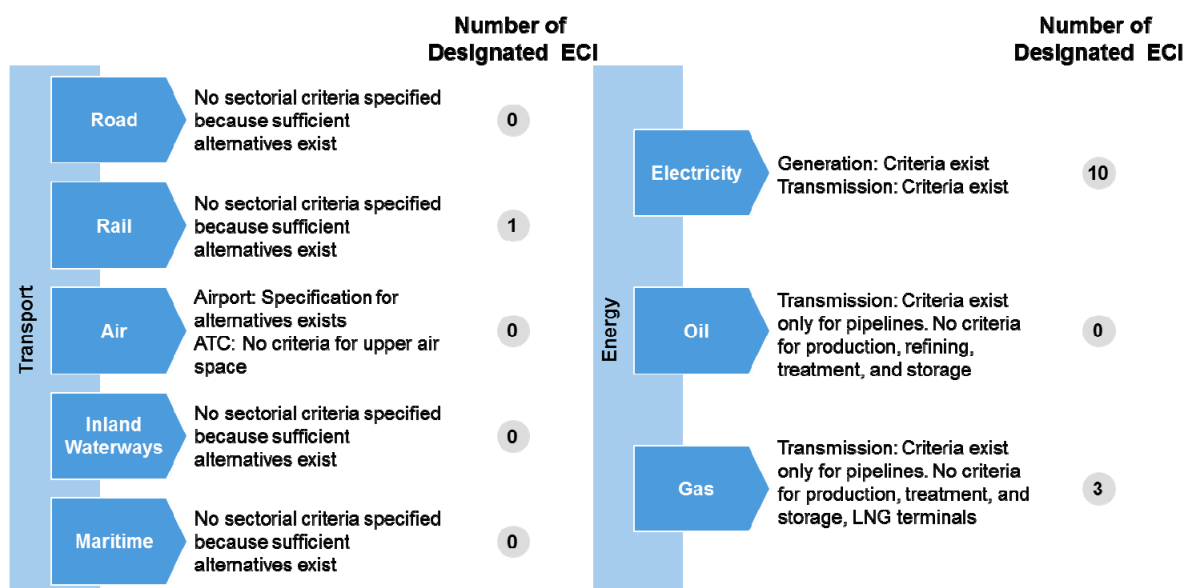 Number of
Designated ECI
Transport
Road
No sectorial criteria specified
because sufficient
alternatives exist
0
Rail
No sectorial criteria specified
because sufficient
alternatives exist
1
Air
Airport: Specification for
alternatives exists
ATC: No criteria for upper air
space
0
Inland
Waterways
No sectorial criteria specified
because sufficient
alternatives exist
0
Maritime
No sectorial criteria specified
because sufficient
alternatives exist
0
Number of
Designated ECI
Energy
Electricity
Generation: Criteria exist
Transmission: Criteria exist
10
Oil
Transmission: Criteria exist
only for pipelines. No criteria
for production, refining,
treatment, and storage
0
Gas
Transmission: Criteria exist
only for pipelines. No criteria
for production, treatment, and
storage, LNG terminals
3